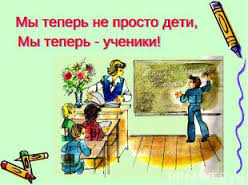 Мы теперь не просто дети,
Мы теперь - ученики!